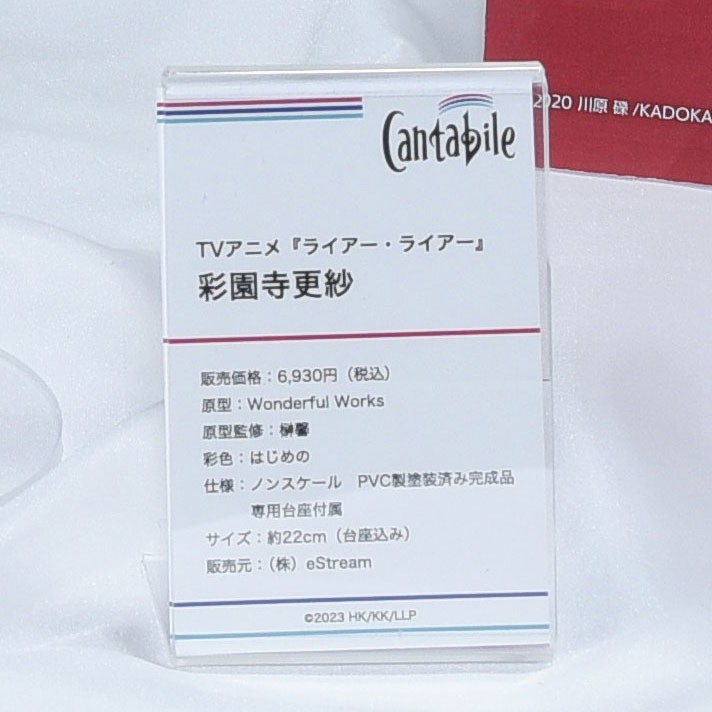 2020 川原 礫 /KADOKA
Cantabile
TVアニメ『ライアー・ライアー』
彩園寺更紗
販売価格：6,930円（税込）
原型：Wonderful Works
原型監修：榊馨
彩色：はじめの
仕様：ノンスケール　PVC製塗装済み完成品
専用台座付属
サイズ：約22cm（台座込み）
販売元：（株）eStream
©2023 HK/KK/LLP